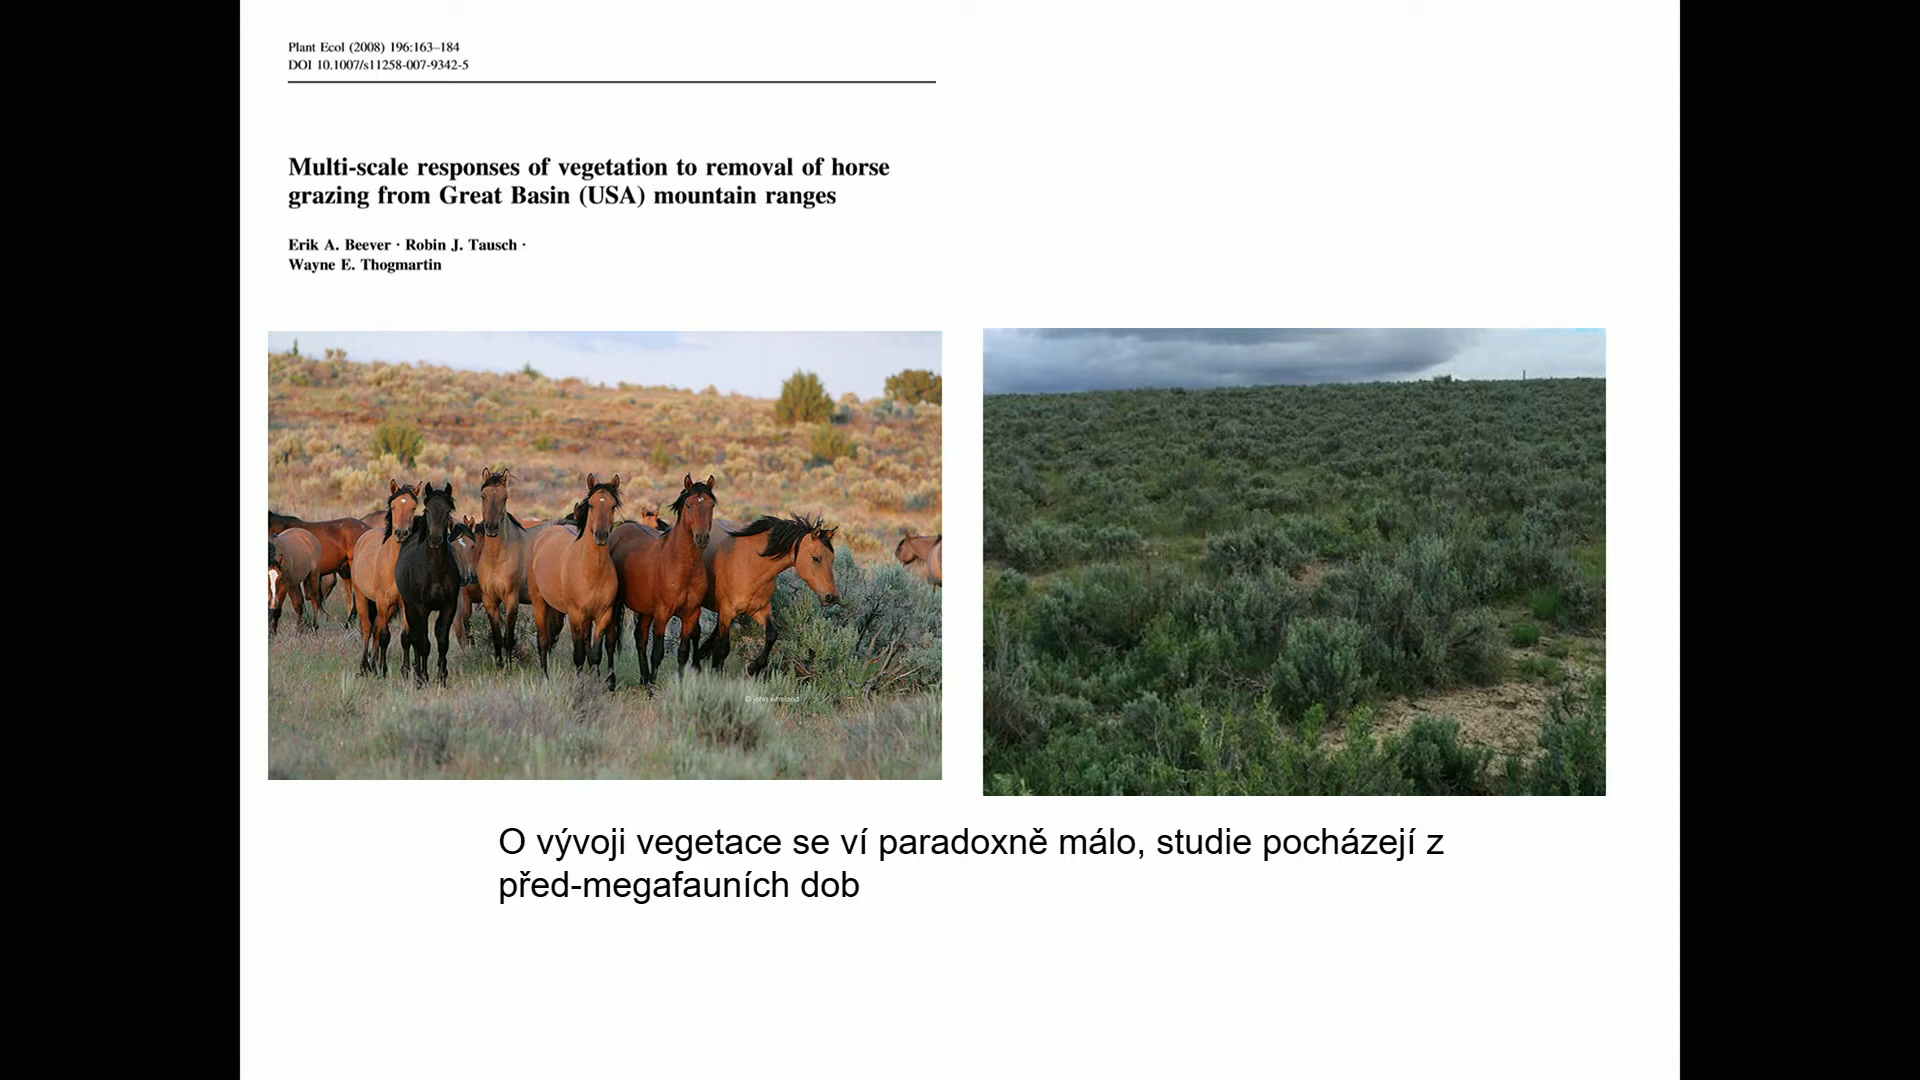 Plant Ecol (2008) 196:163–184
DOI 10.1007/s11258-007-9342-5
Multi-scale responses of vegetation to removal of horse
grazing from Great Basin (USA) mountain ranges
Erik A. Beever · Robin J. Tausch ·
Wayne E. Thogmartin
© john wheland
O vývoji vegetace se ví paradoxně málo, studie pocházejí z
před-megafauních dob